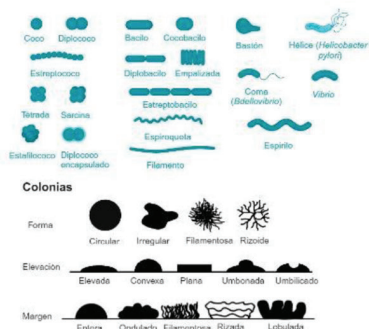 Coco Diplococo Bacilo Cocobacilo
Bastón Hélice (Helicobacter
pylori)
Estreptococo
Diplobacilo Empalizada
Tétrada Sarcina
Estreptobacilo
Coma
(Bdellovibrio)
Vibrio
Espiroqueta
Espirilo
Estafilococo Diplococo
encapsulado
Filamento
Colonias
Forma
Circular Irregular Filamentosa Rizoide
Elevación
Elevada Convexa Plana Umbonada Umbilicado
Margen
Entera Ondulado Filamentosa Rizada Lobulada